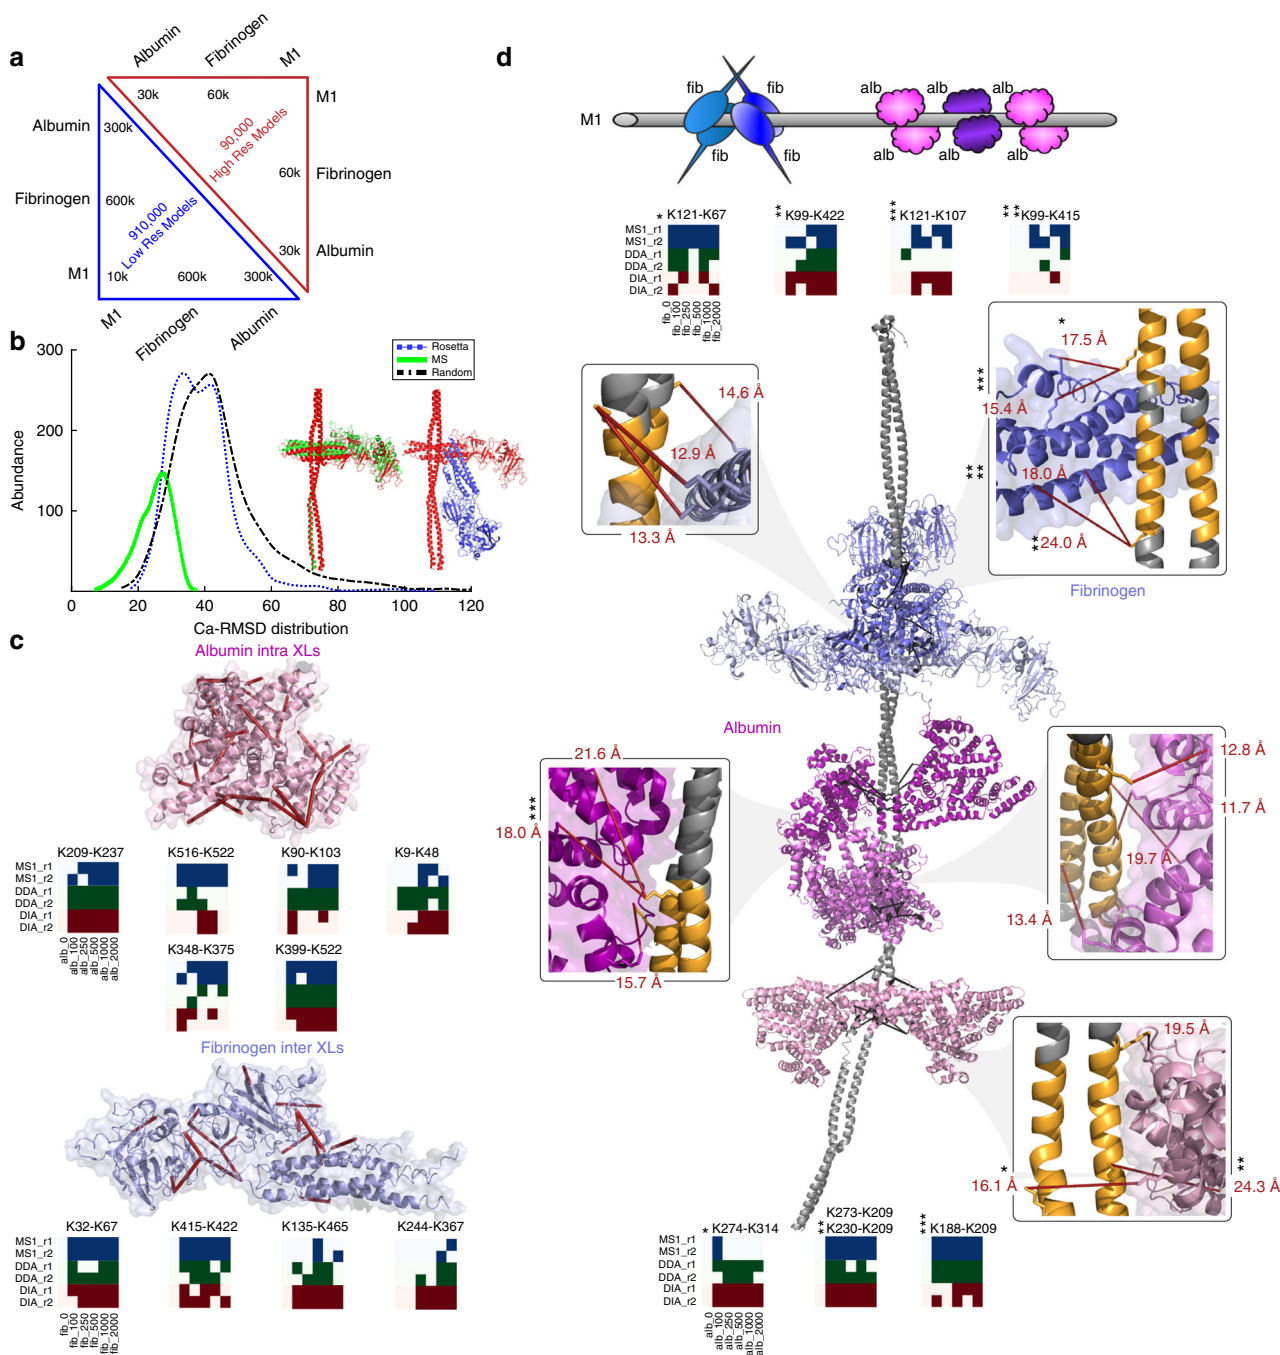 a
Albumin
Fibrinogen
M1
30k
60k
M1
Albumin
300k
90,000
High Res Models
60k
Fibrinogen
Fibrinogen
600k
910,000
Low Res Models
30k
Albumin
M1
10k
600k
300k
M1
Fibrinogen
Albumin
b
300
200
100
Abundance
Rosetta
MS
Random
0
20
40
60
80
100
120
Ca-RMSD distribution
c
Albumin intra XLs
K209-K237
K516-K522
K90-K103
K9-K48
MS1_r1
MS1_r2
DDA_r1
DDA_r2
DIA_r1
DIA_r2
alb_0
alb_100
alb_250
alb_500
alb_1000
alb_2000
K348-K375
K399-K522
Fibrinogen inter XLs
K32-K67
K415-K422
K135-K465
K244-K367
MS1_r1
MS1_r2
DDA_r1
DDA_r2
DIA_r1
DIA_r2
fib_0
fib_100
fib_250
fib_500
fib_1000
fib_2000
d
fib
fib
alb
alb
alb
M1
fib
fib
alb
alb
alb
* K121-K67
** K99-K422
*** K121-K107
** ** K99-K415
MS1_r1
MS1_r2
DDA_r1
DDA_r2
DIA_r1
DIA_r2
fib_0
fib_100
fib_250
fib_500
fib_1000
fib_2000
14.6 Å
12.9 Å
13.3 Å
*
17.5 Å
***
15.4 Å
** **
18.0 Å
**
24.0 Å
Fibrinogen
Albumin
21.6 Å
***
18.0 Å
15.7 Å
12.8 Å
11.7 Å
19.7 Å
13.4 Å
19.5 Å
*
16.1 Å
**
24.3 Å
* K274-K314
K273-K209
** K230-K209
*** K188-K209
MS1_r1
MS1_r2
DDA_r1
DDA_r2
DIA_r1
DIA_r2
alb_0
alb_100
alb_250
alb_500
alb_1000
alb_2000